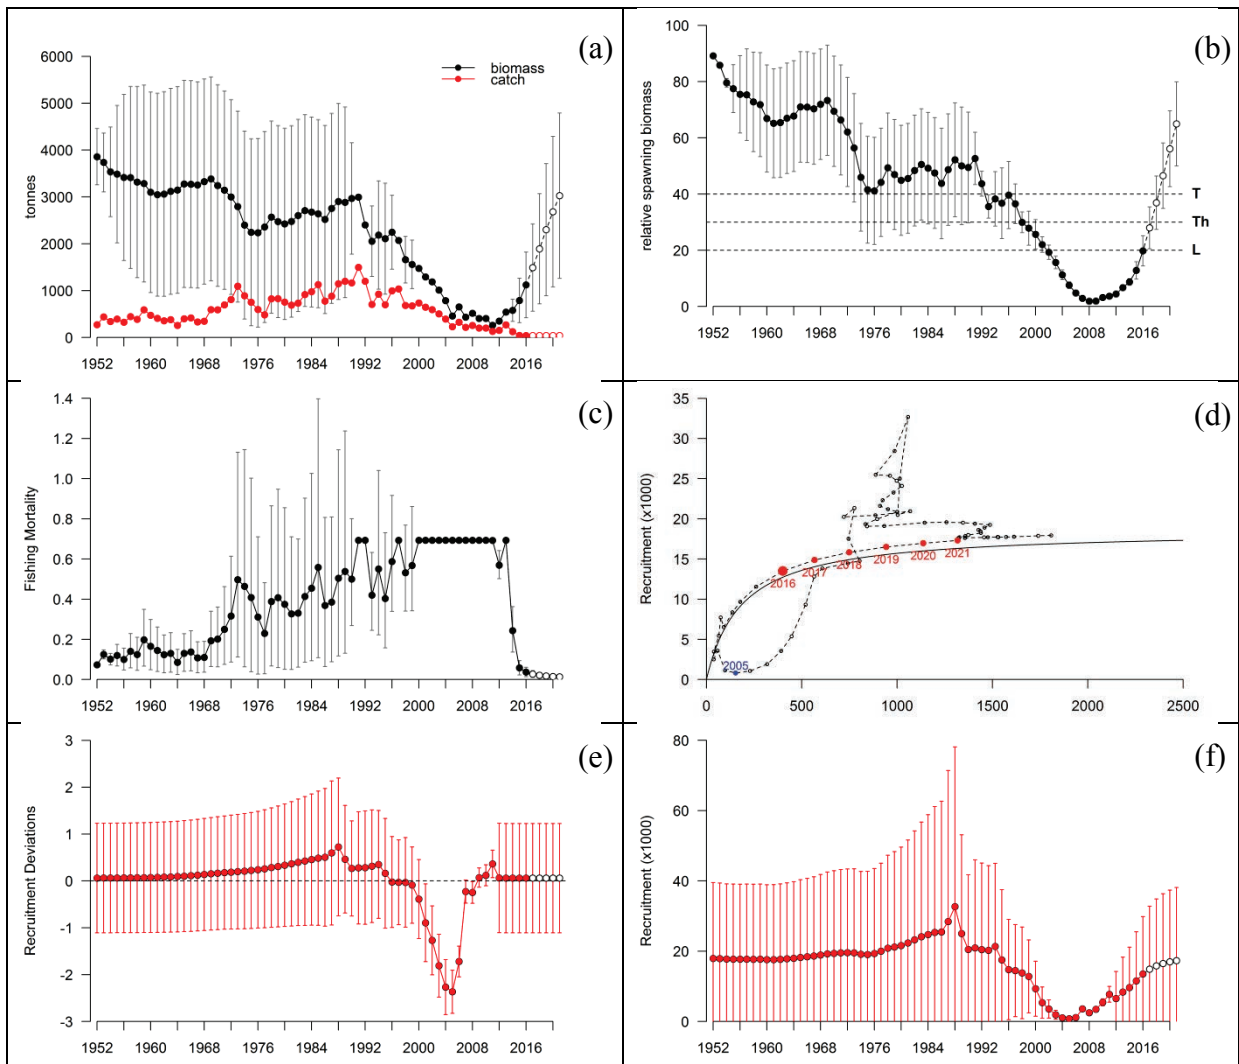 (a)
biomass
catch
tonnes
6000
5000
4000
3000
2000
1000
0
1952 1960 1968 1976 1984 1992 2000 2008 2016
(b)
relative spawning biomass
100
80
60
40
20
0
T
Th
L
1952 1960 1968 1976 1984 1992 2000 2008 2016
(c)
Fishing Mortality
1.4
1.2
1.0
0.8
0.6
0.4
0.2
0.0
1952 1960 1968 1976 1984 1992 2000 2008 2016
(d)
Recruitment (x1000)
35
30
25
20
15
10
5
0
2016 2017 2018 2019 2020 2021
2005
0 500 1000 1500 2000 2500
(e)
Recruitment Deviations
3
2
1
0
-1
-2
-3
1952 1960 1968 1976 1984 1992 2000 2008 2016
(f)
Recruitment (x1000)
80
60
40
20
0
1952 1960 1968 1976 1984 1992 2000 2008 2016